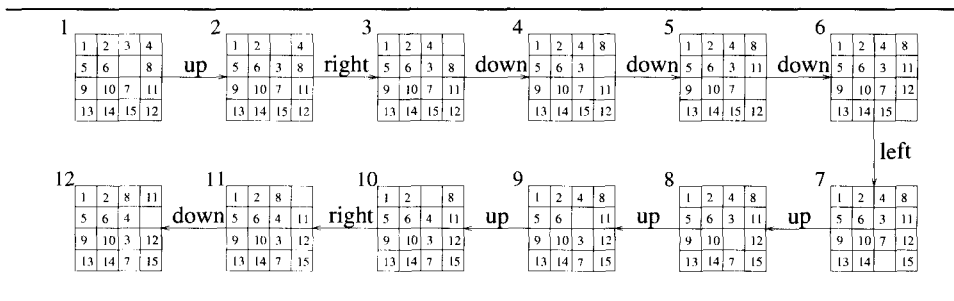 1 2 3 4 5 6
1 2 3 4 1 2 4 1 2 4 1 2 4 8 1 2 4 8 1 2 4 8
5 6 8 5 6 3 8 5 6 3 8 5 6 3 5 6 3 11 5 6 3 11
up right down down down
9 10 7 11 9 10 7 11 9 10 7 11 9 10 7 11 9 10 7 9 10 7 12
13 14 15 12 13 14 15 12 13 14 15 12 13 14 15 12 13 14 15 12 13 14 15
left
12 11 10 9 8 7
1 2 8 11 1 2 8 1 2 8 1 2 4 8 1 2 4 8 1 2 4 8
5 6 4 5 6 4 11 5 6 4 11 5 6 11 5 6 3 11 5 6 3 11
down right up up up
9 10 3 12 9 10 3 12 9 10 3 12 9 10 3 12 9 10 12 9 10 7 12
13 14 7 15 13 14 7 15 13 14 7 15 13 14 7 15 13 14 7 15 13 14 15